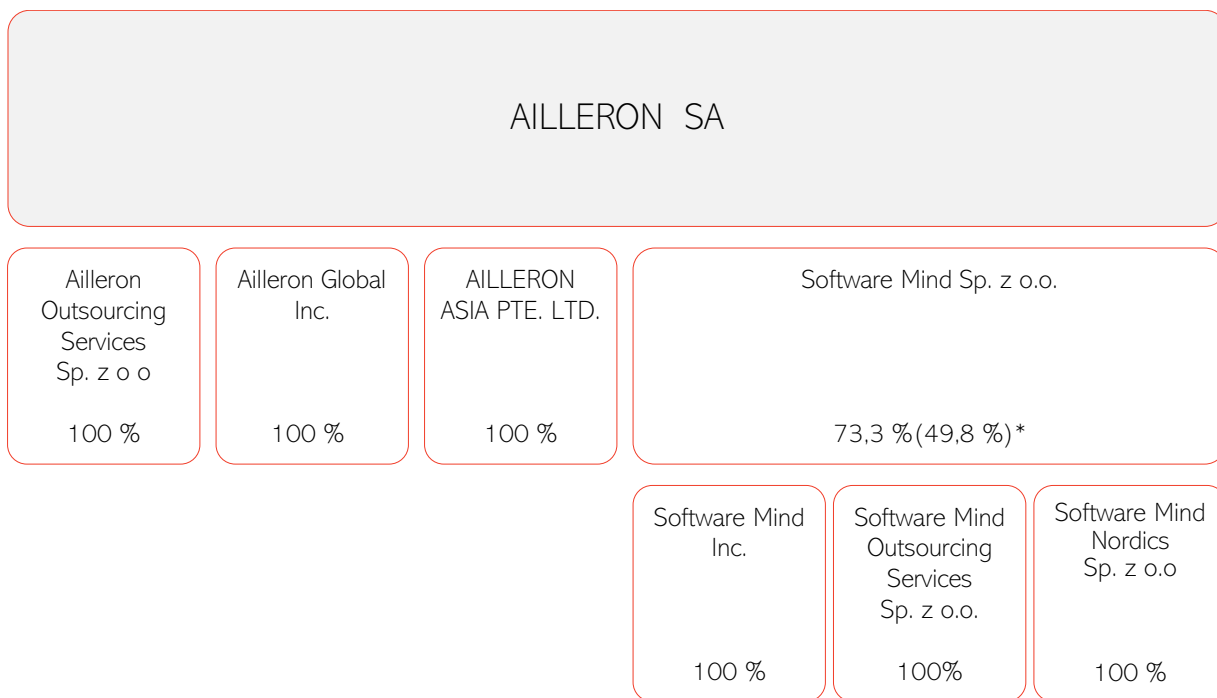 AILLERON SA
Ailleron
Outsourcing
Services
Sp. z o o
100 %
Ailleron Global
Inc.
100 %
AILLERON
ASIA PTE. LTD.
100 %
Software Mind Sp. z o.o.
73,3 %(49,8 %)*
Software Mind
Inc.
100 %
Software Mind
Outsourcing
Services
Sp. z o.o.
100%
Software Mind
Nordics
Sp. z o.o
100 %